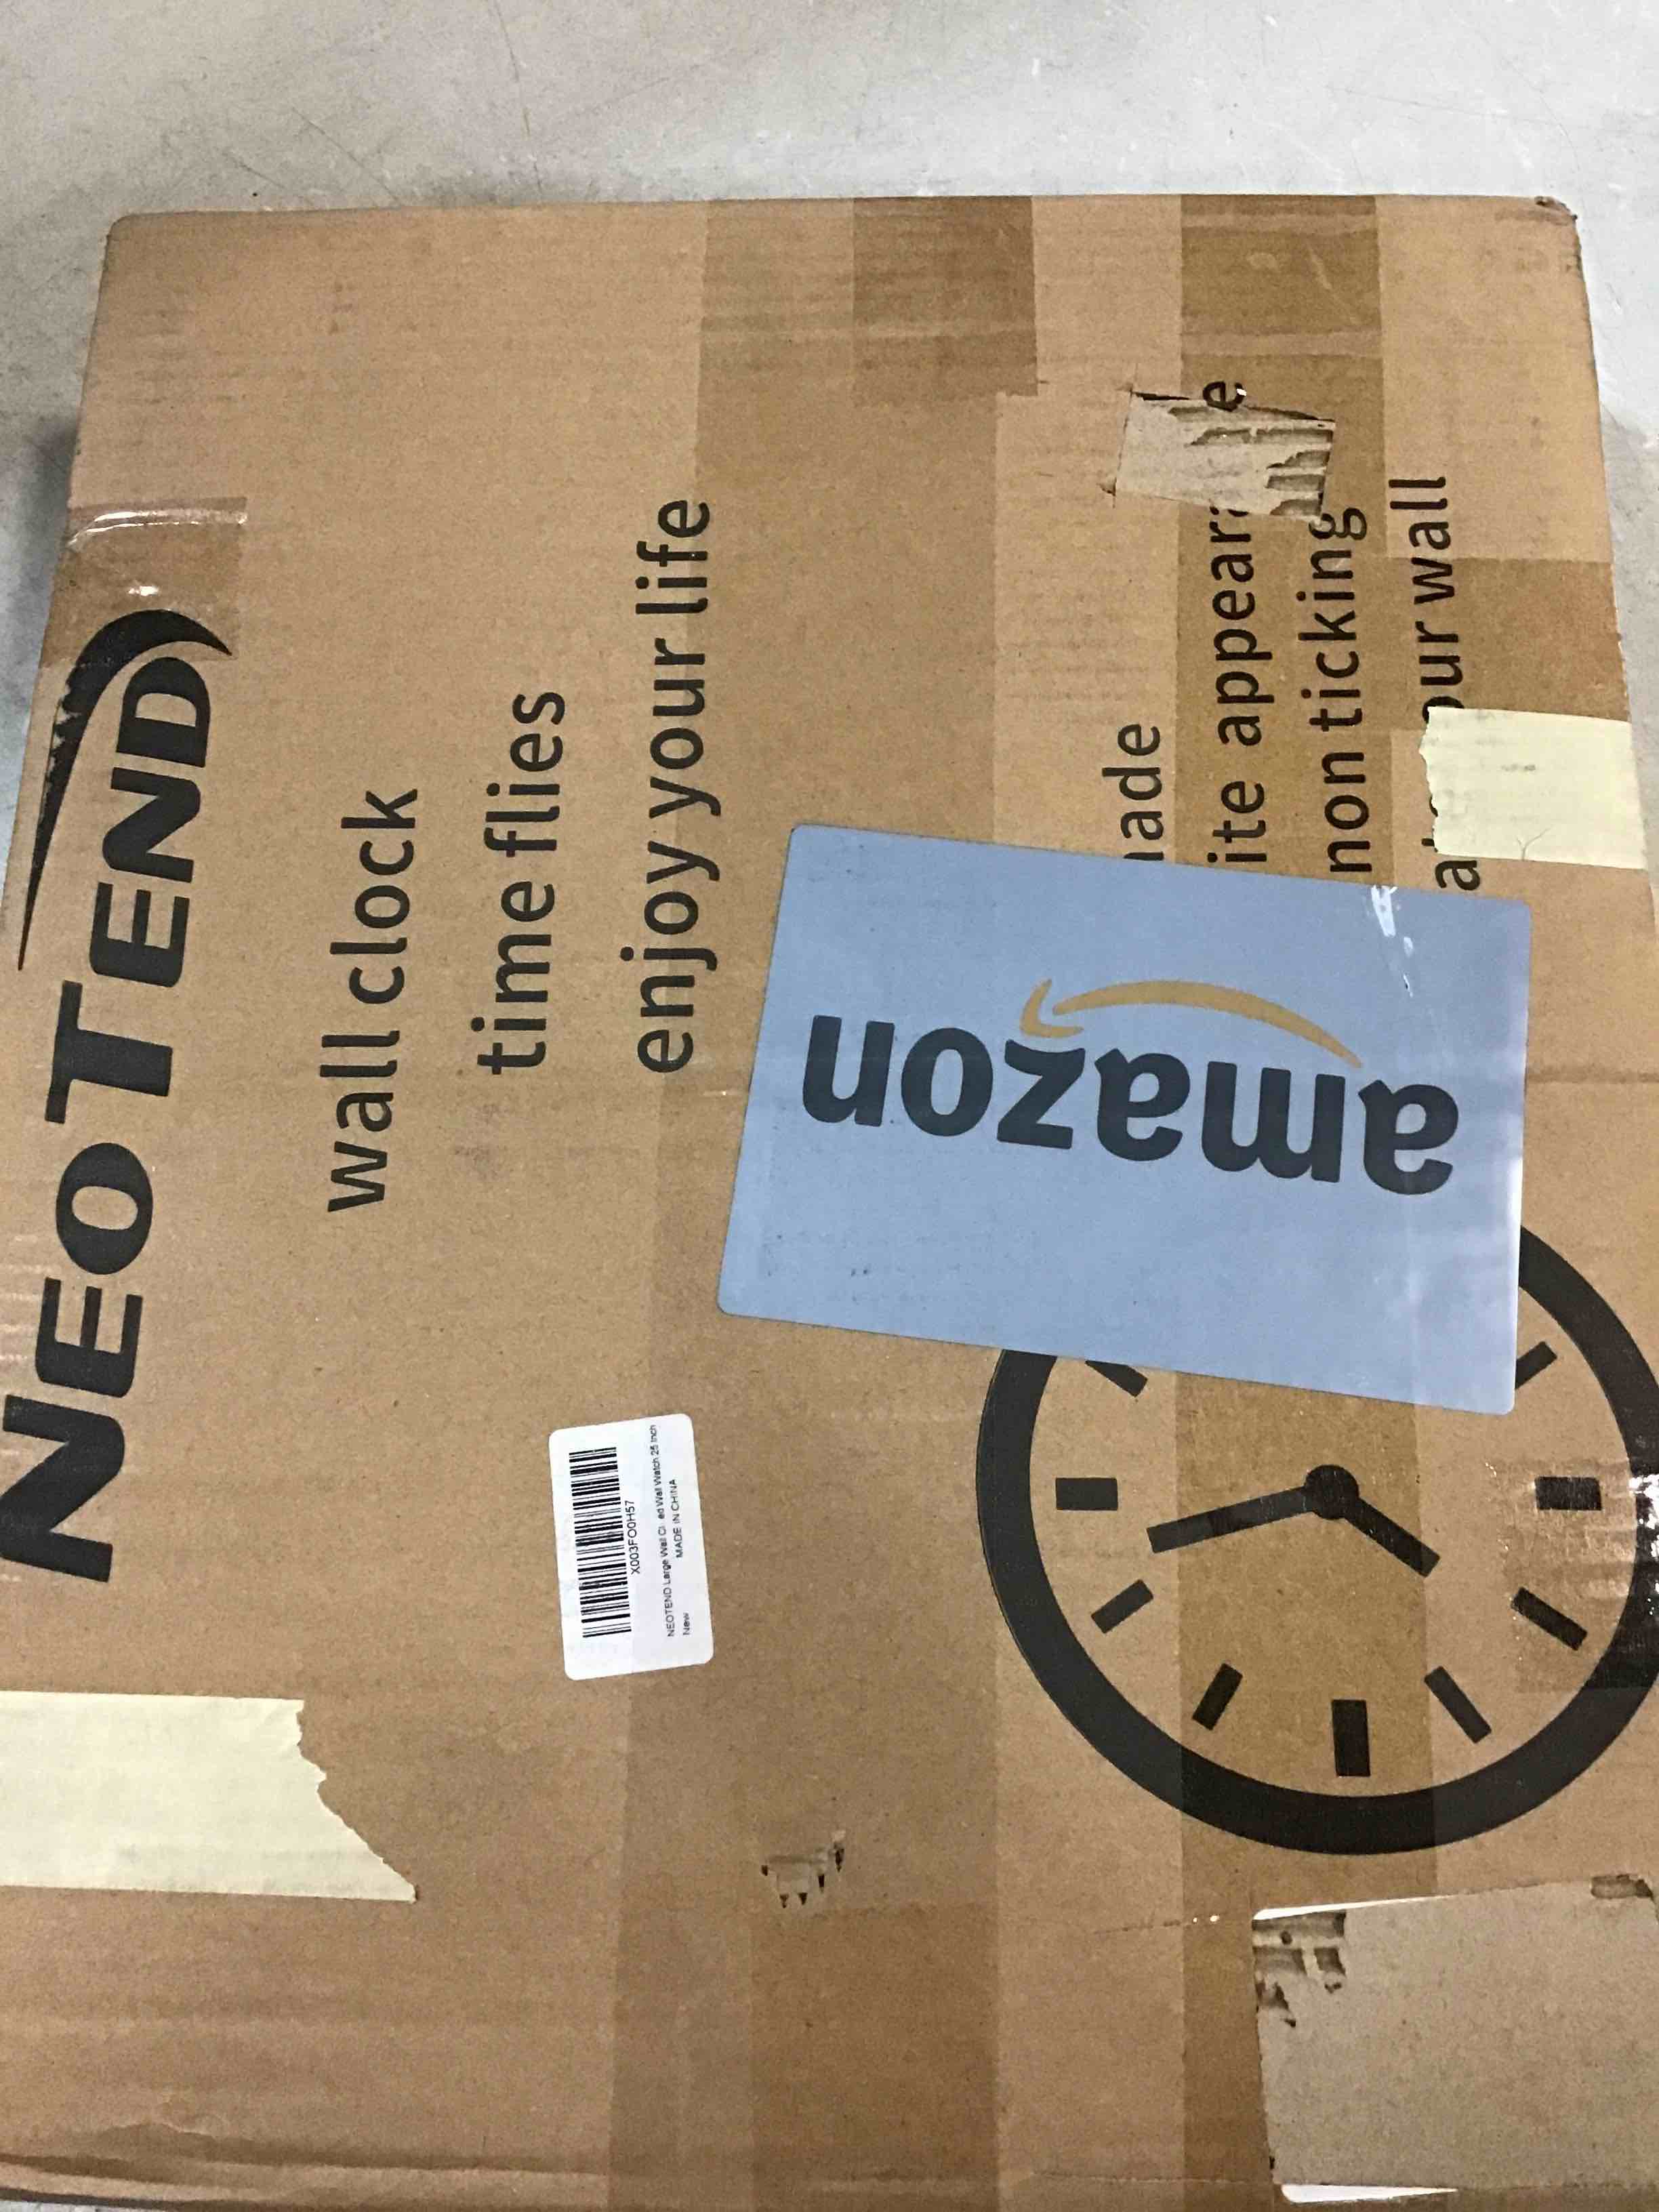 NEOTEND
wall clock
time flies
enjoy your life
ade
ite appeara e
non ticking
our wall
amazon
X003FO0H57
NEOTEND Large Wall Cl ed Wall Watch 25 Inch
New
MADE IN CHINA